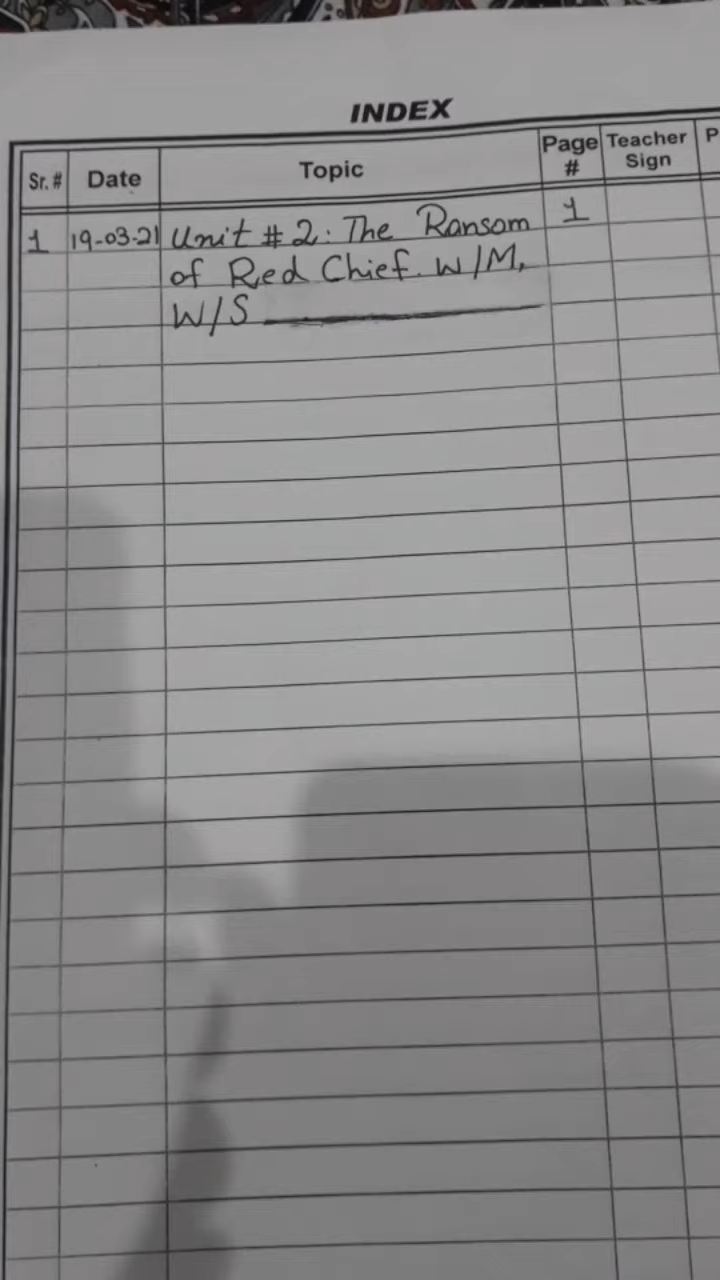 INDEX
Sr. # Date Topic Page # Teacher Sign P
1 19-03-21 Unit # 2: The Ransom 1
of Red Chief. W/M,
W/S